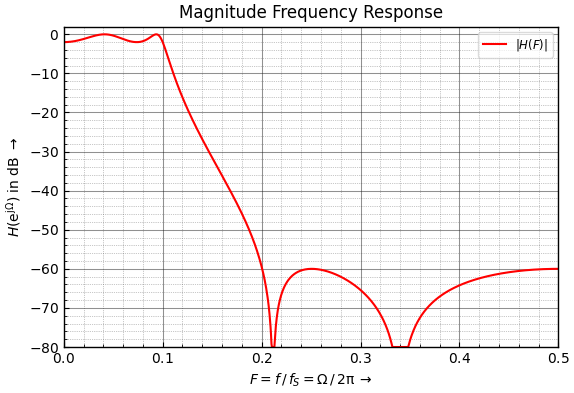 Magnitude Frequency Response
|H(F)|
H(e^{jΩ}) in dB →
0
−10
−20
−30
−40
−50
−60
−70
−80
0.0 0.1 0.2 0.3 0.4 0.5
F = f / f_S = Ω / 2π →